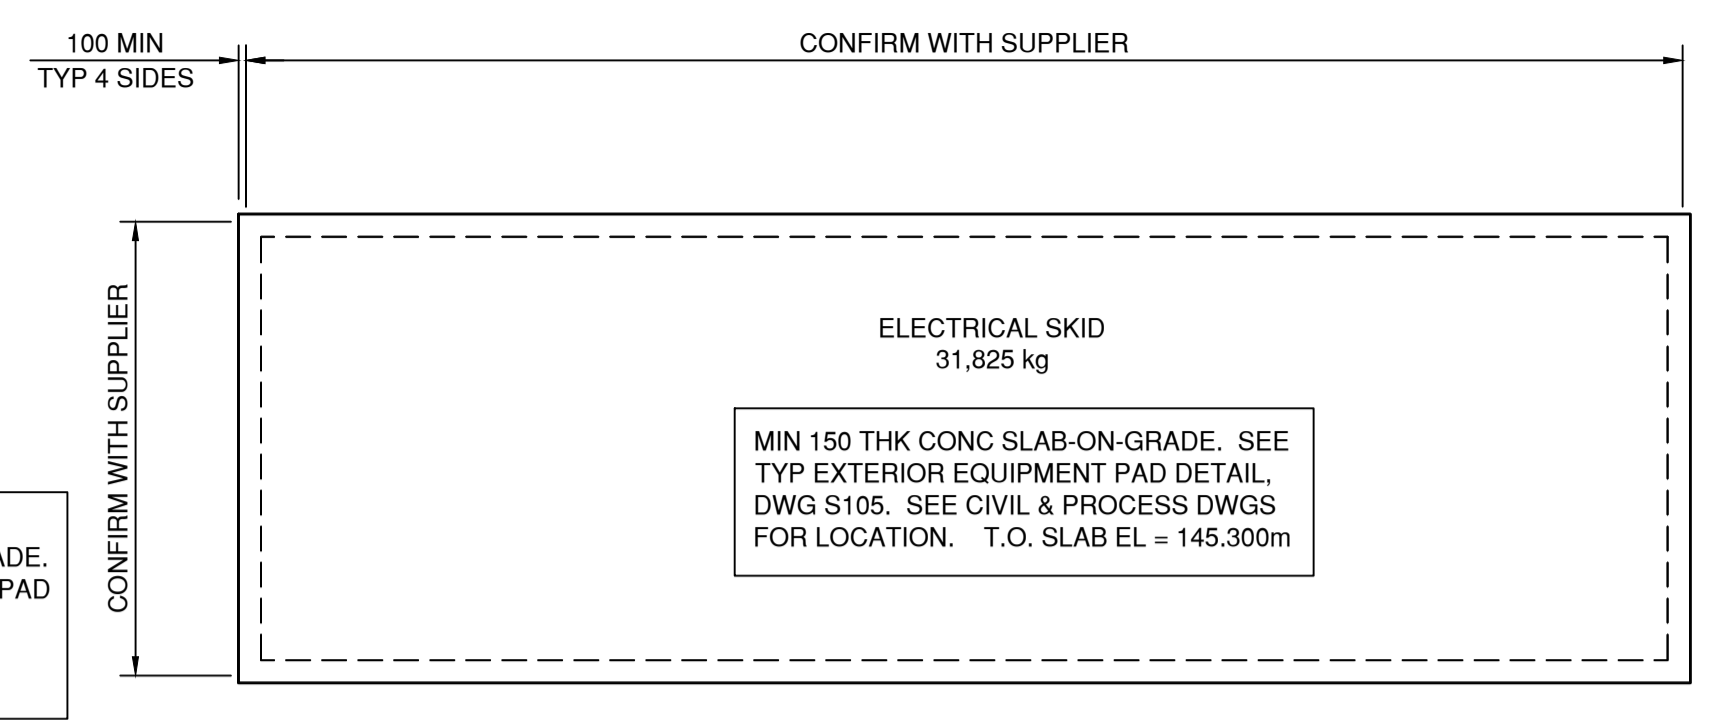 100 MIN
TYP 4 SIDES
CONFIRM WITH SUPPLIER
CONFIRM WITH SUPPLIER
ELECTRICAL SKID
31,825 kg
MIN 150 THK CONC SLAB-ON-GRADE. SEE
TYP EXTERIOR EQUIPMENT PAD DETAIL,
DWG S105. SEE CIVIL & PROCESS DWGS
FOR LOCATION. T.O. SLAB EL = 145.300m
ADE.
PAD